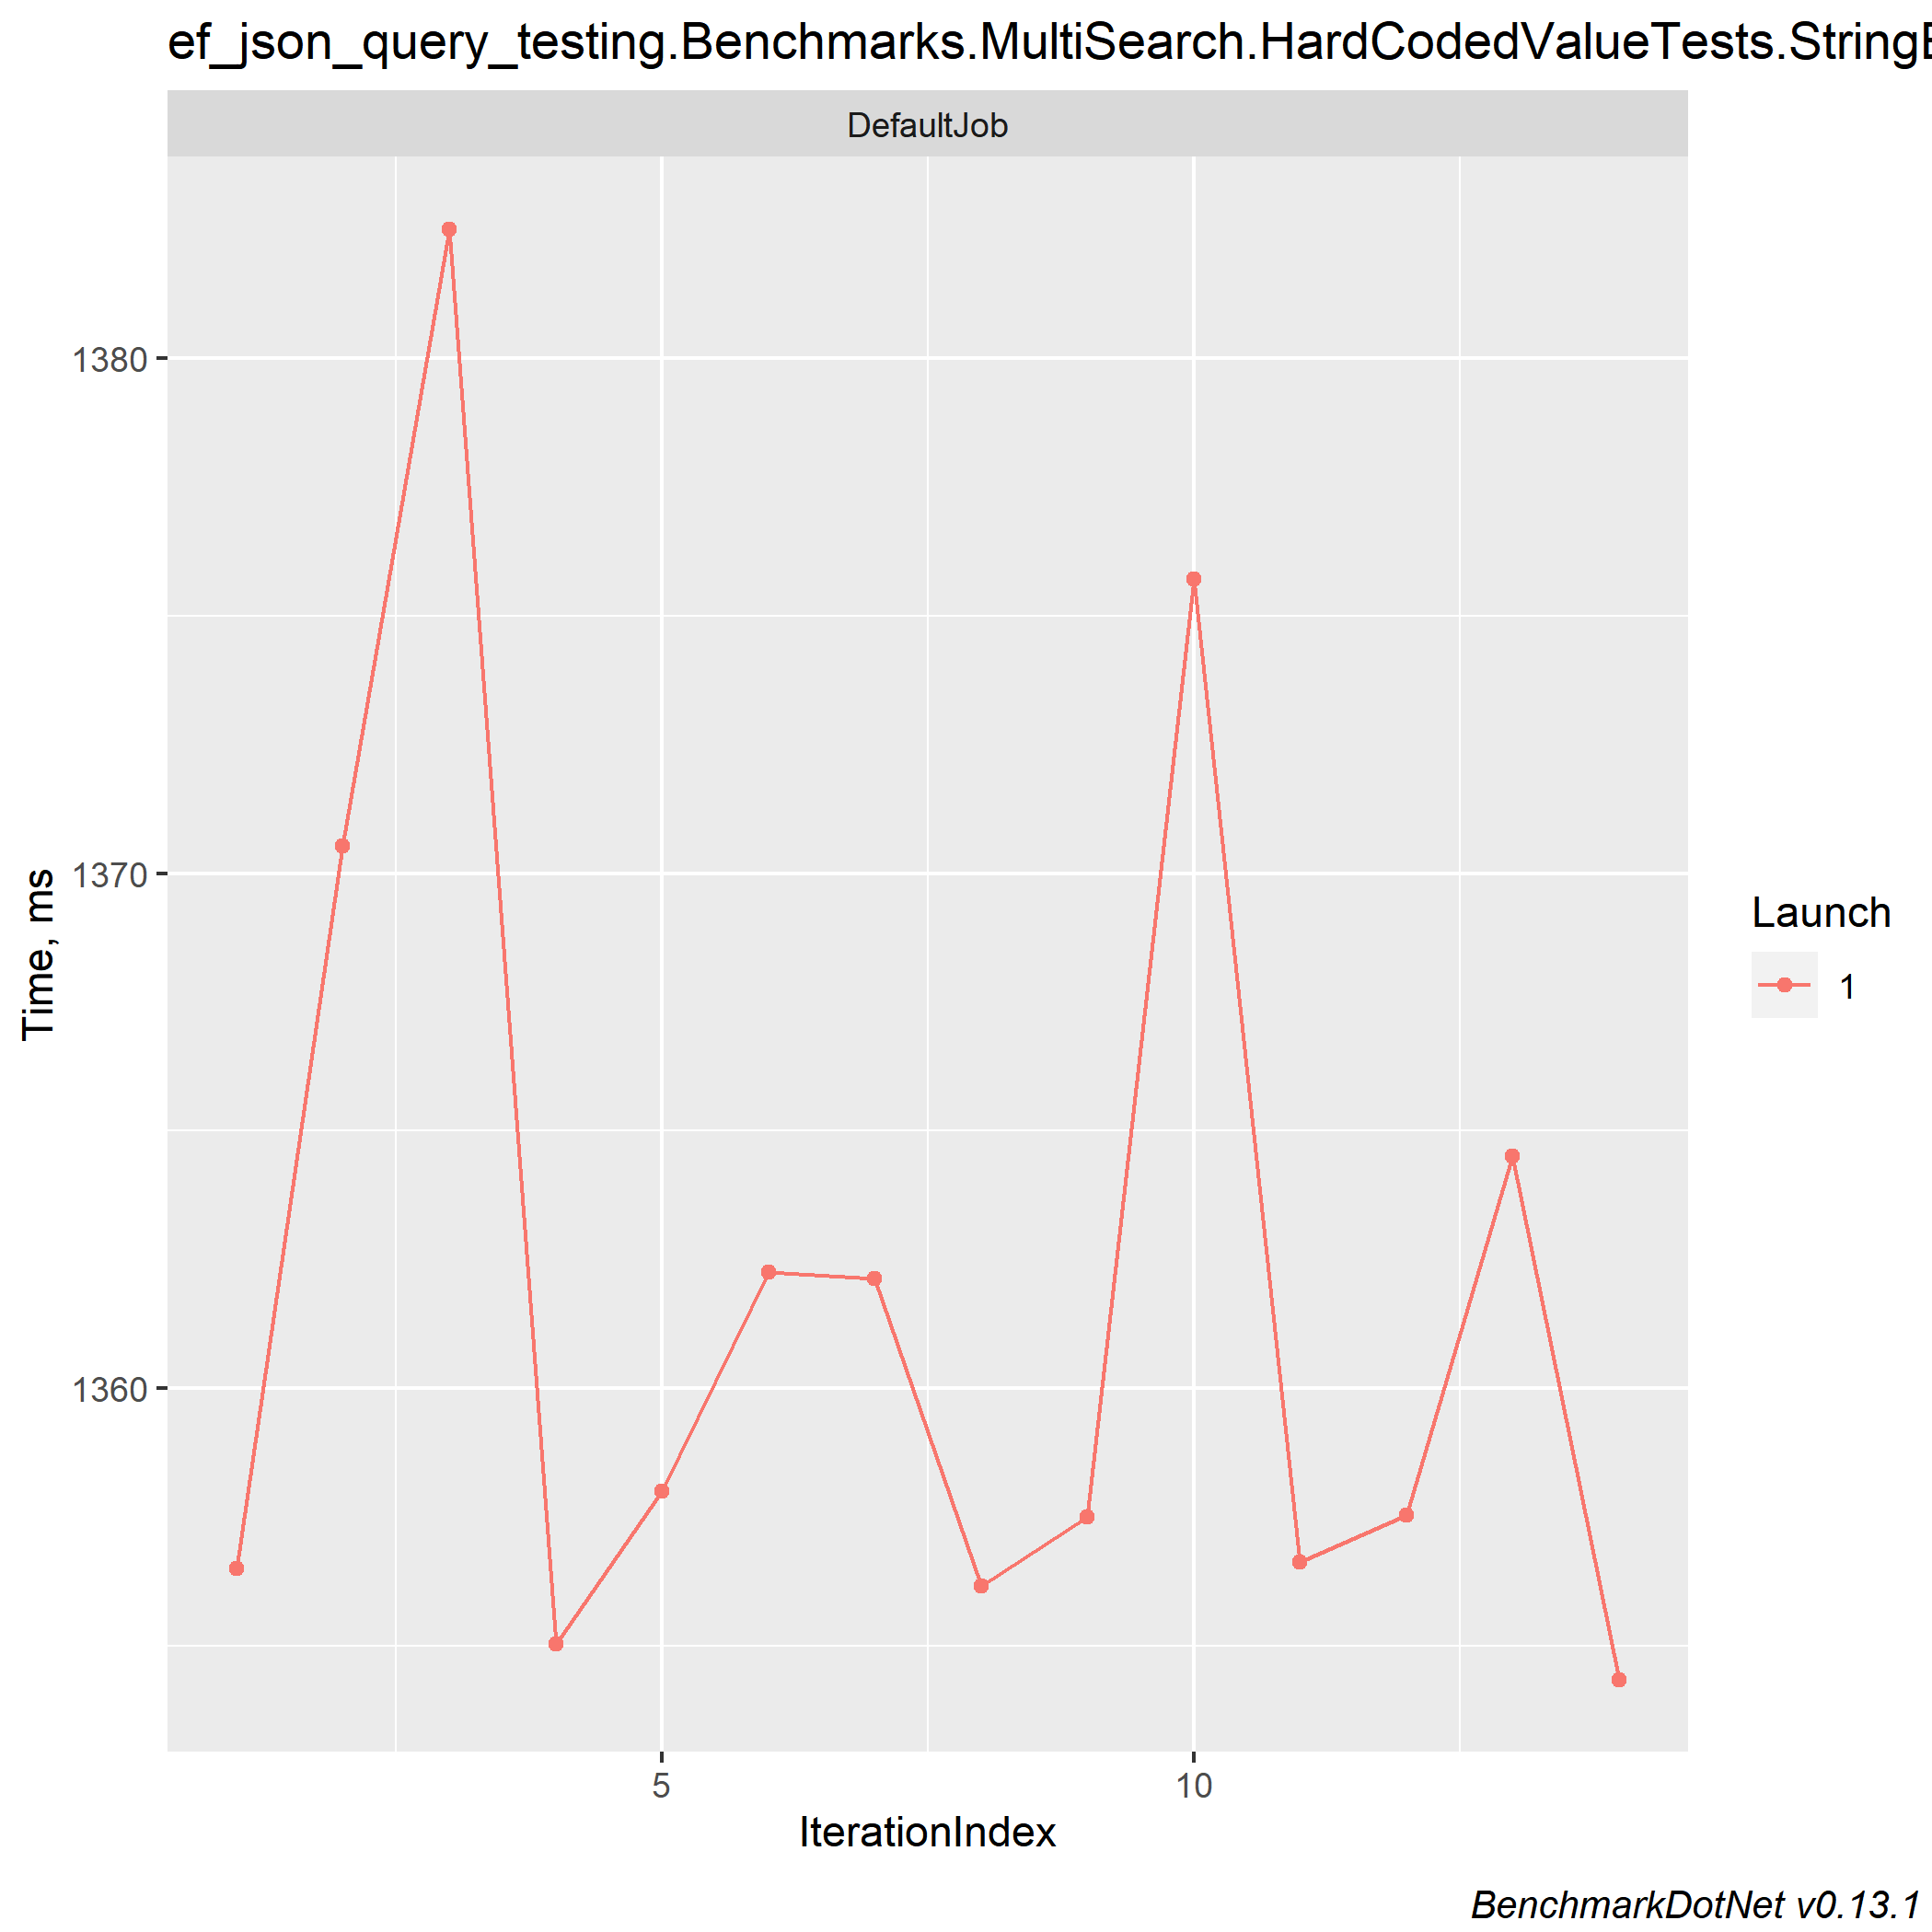 ef_json_query_testing.Benchmarks.MultiSearch.HardCodedValueTests.String
DefaultJob
1380
1370
1360
Time, ms
5
10
IterationIndex
Launch
1
BenchmarkDotNet v0.13.1